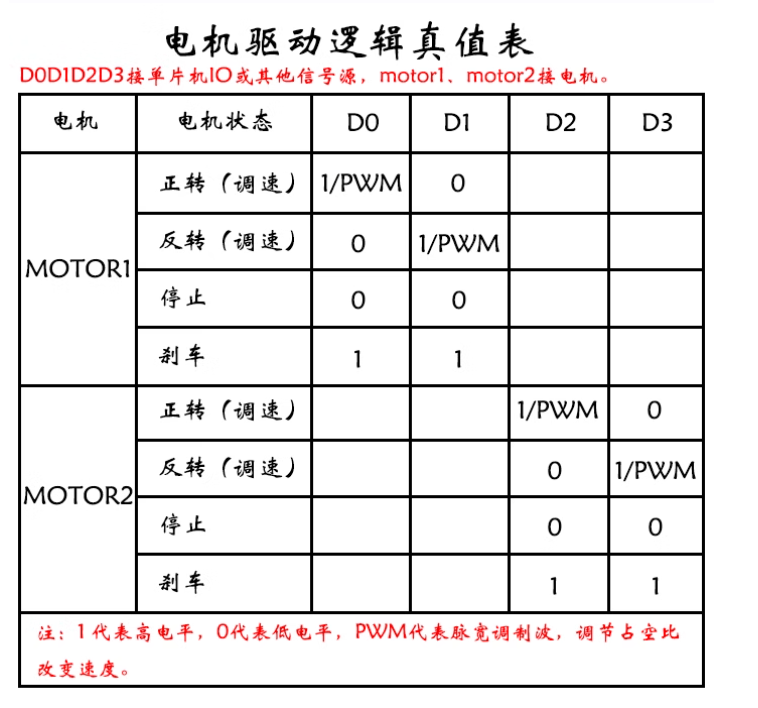 电机驱动逻辑真值表
D0D1D2D3接单片机IO或其他信号源，motor1、motor2接电机。
电机 电机状态 D0 D1 D2 D3
MOTOR1
正转（调速） 1/PWM 0
反转（调速） 0 1/PWM
停止 0 0
刹车 1 1
MOTOR2
正转（调速） 1/PWM 0
反转（调速） 0 1/PWM
停止 0 0
刹车 1 1
注：1代表高电平，0代表低电平，PWM代表脉宽调制波，调节占空比
改变速度。